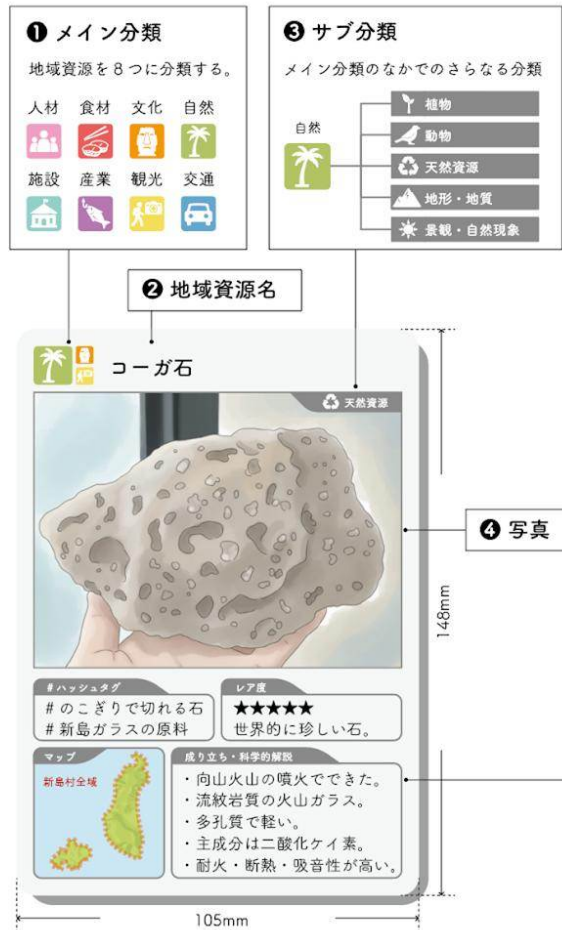 ❶ メイン分類
地域資源を8つに分類する。
人材 食材 文化 自然
施設 産業 観光 交通
❸ サブ分類
メイン分類のなかでのさらなる分類
自然
植物
動物
天然資源
地形・地質
景観・自然現象
❷ 地域資源名
コーガ石
天然資源
❹ 写真
148mm
#ハッシュタグ
# のこぎりで切れる石
# 新島ガラスの原料
レア度
★★★★★
世界的に珍しい石。
マップ
新島村全域
成り立ち・科学的解説
・向山火山の噴火でできた。
・流紋岩質の火山ガラス。
・多孔質で軽い。
・主成分は二酸化ケイ素。
・耐火・断熱・吸音性が高い。
105mm